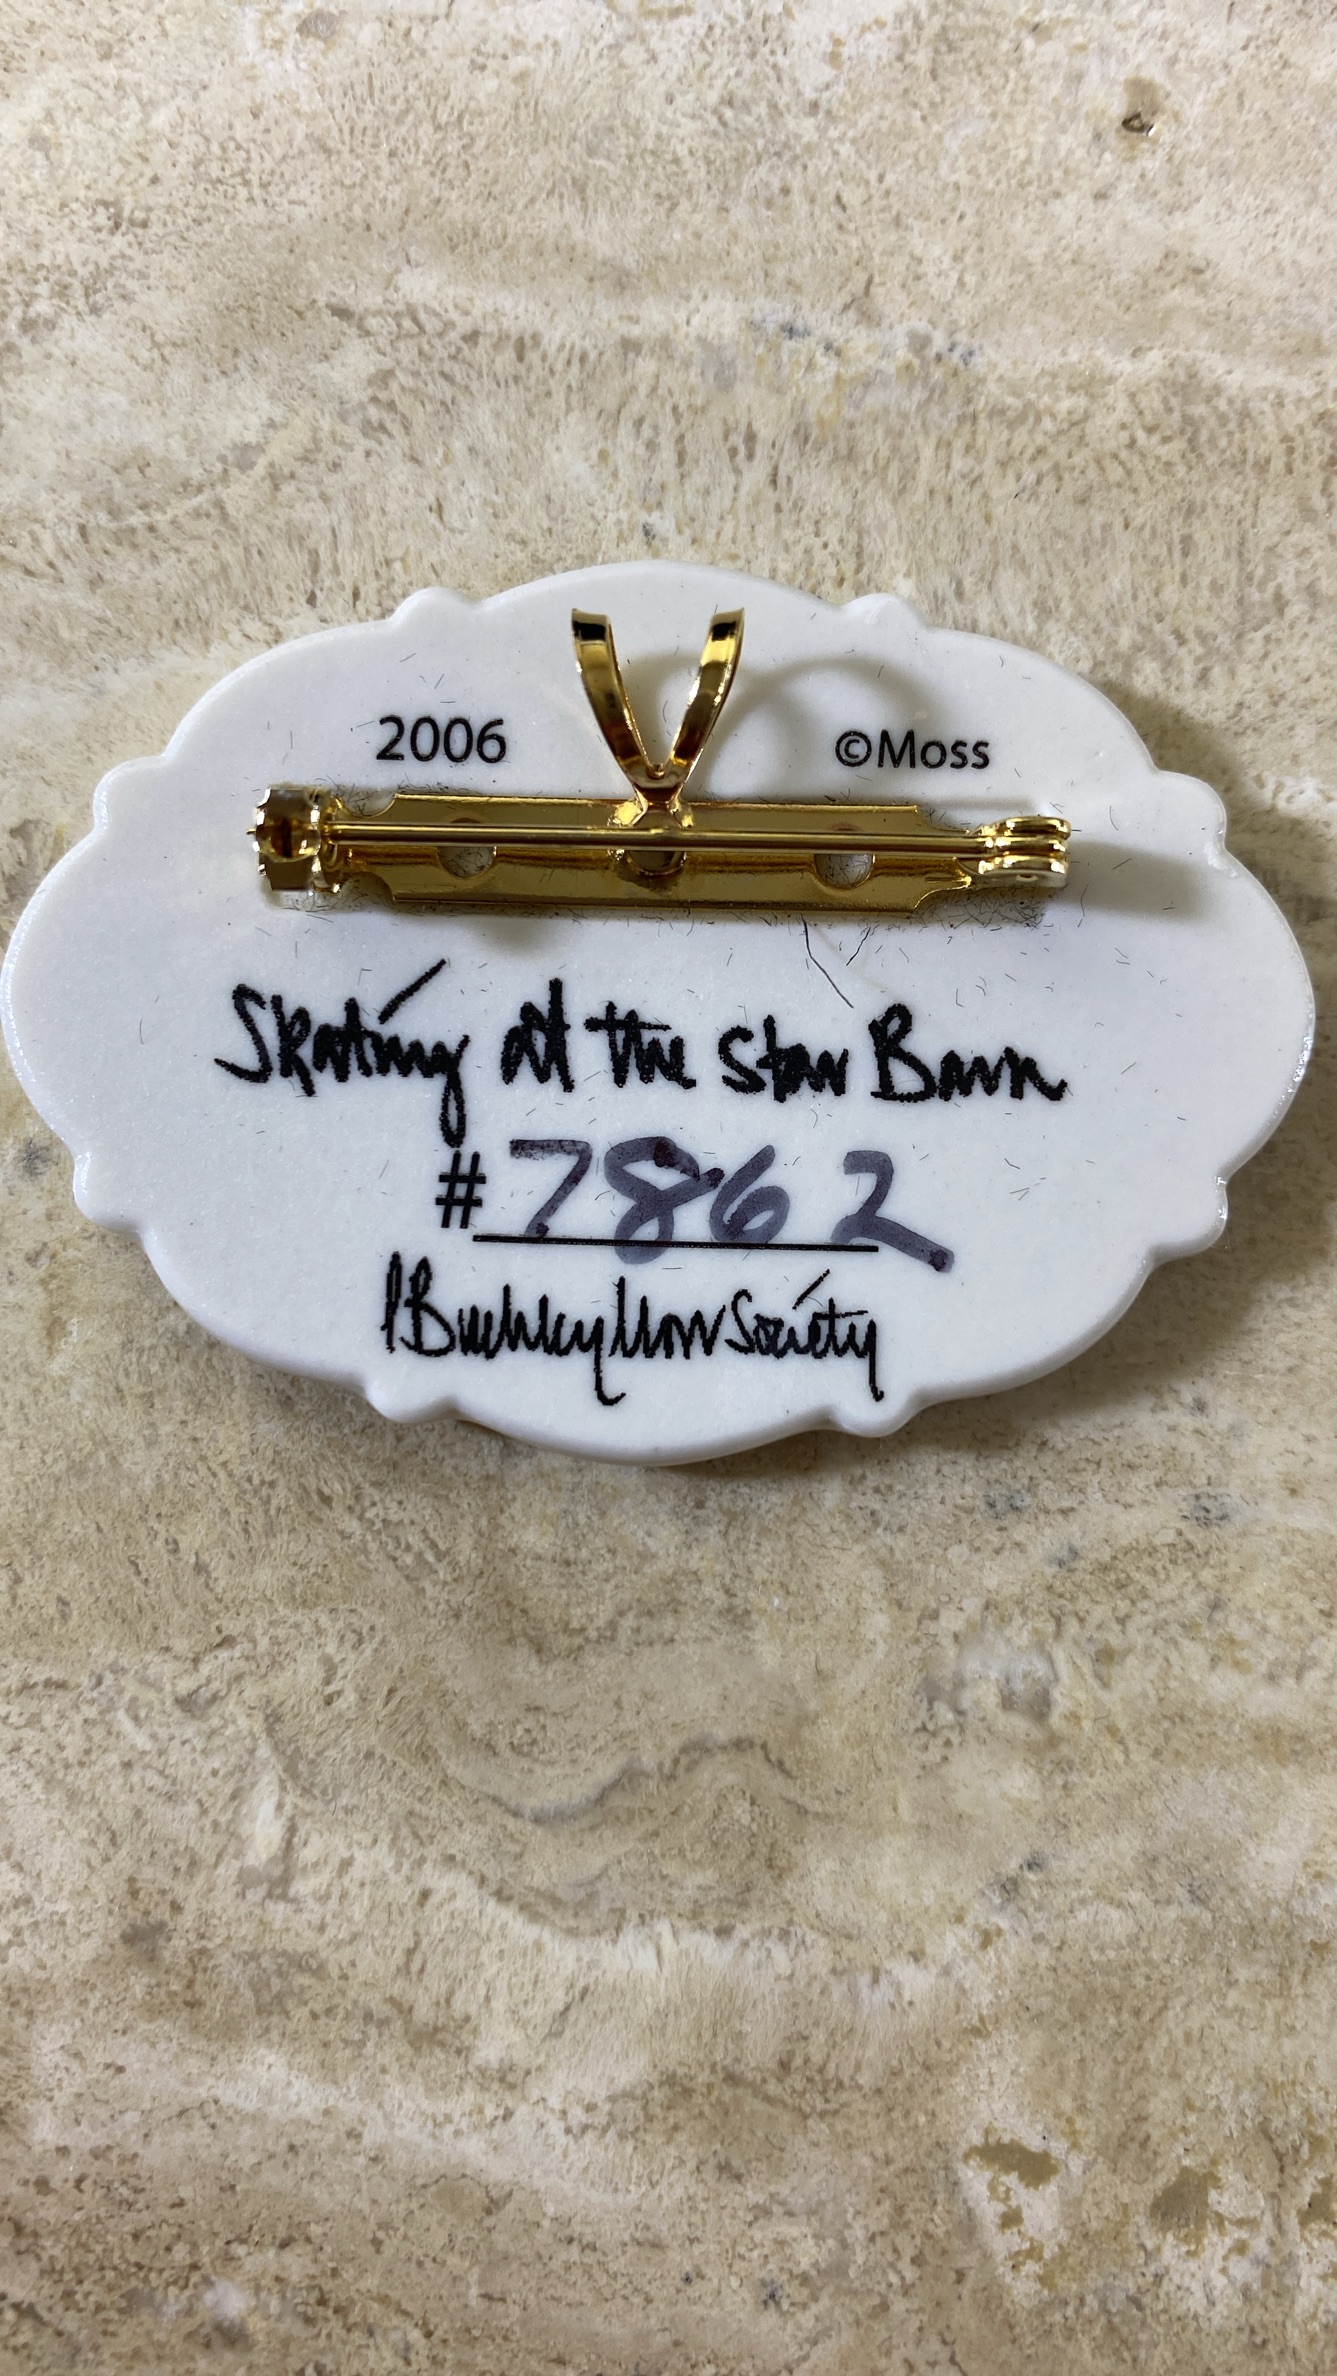 2006 ©Moss
Skating at the Star Barn
#7862
P Buckley Moss Society